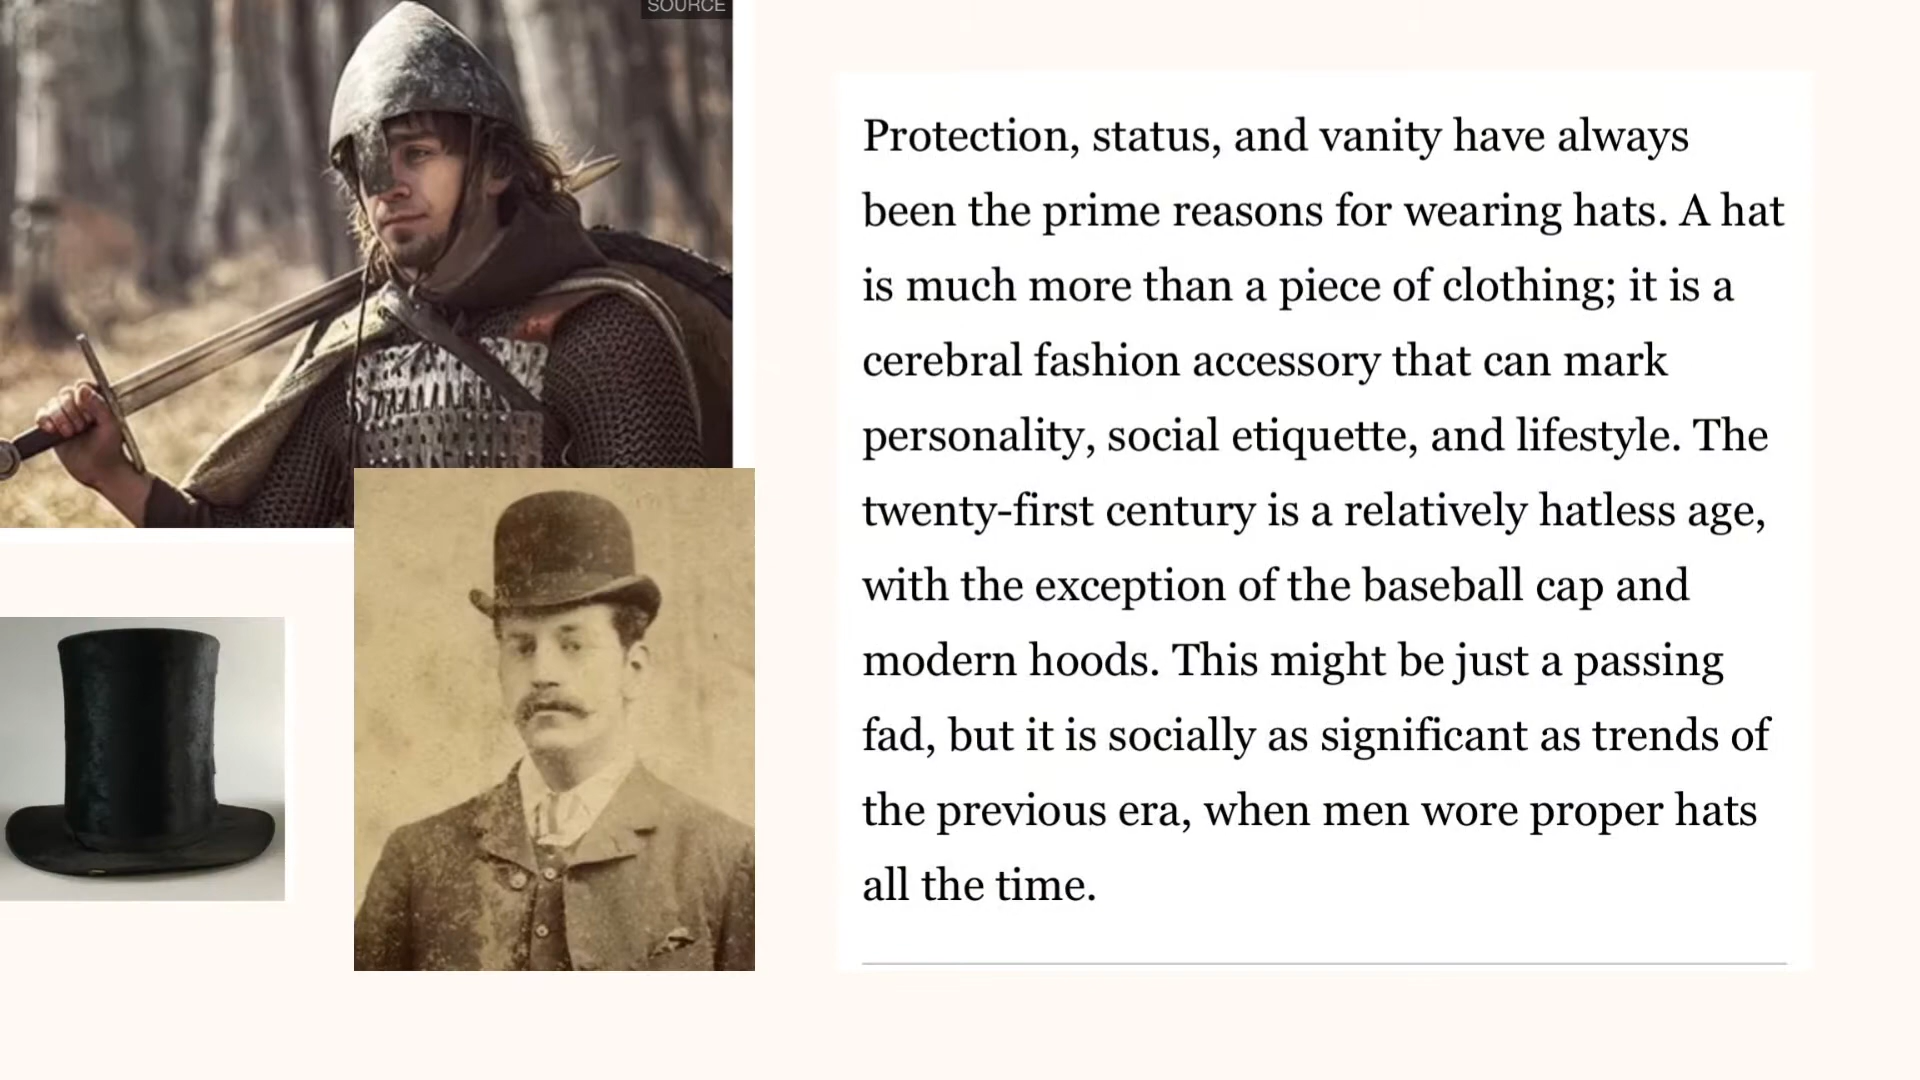 SOURCE
Protection, status, and vanity have always
been the prime reasons for wearing hats. A hat
is much more than a piece of clothing; it is a
cerebral fashion accessory that can mark
personality, social etiquette, and lifestyle. The
twenty-first century is a relatively hatless age,
with the exception of the baseball cap and
modern hoods. This might be just a passing
fad, but it is socially as significant as trends of
the previous era, when men wore proper hats
all the time.